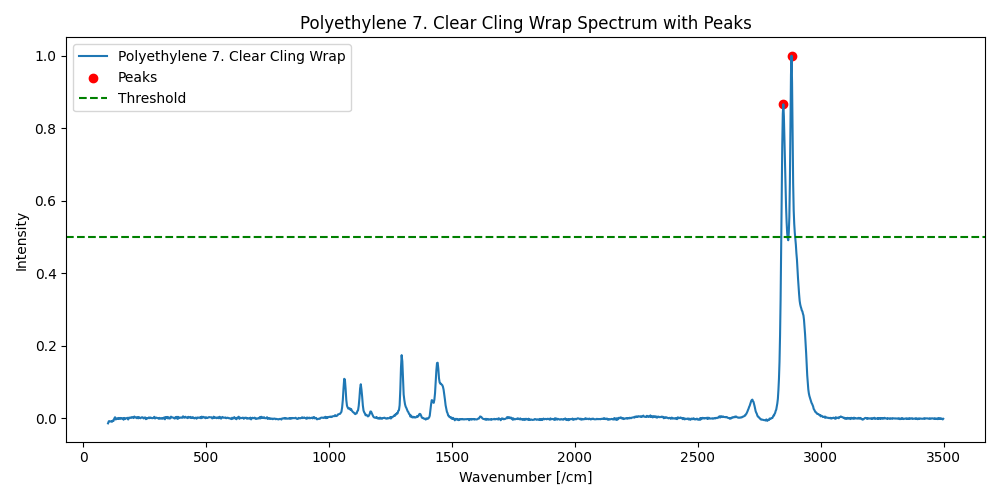 Polyethylene 7. Clear Cling Wrap Spectrum with Peaks
Polyethylene 7. Clear Cling Wrap
Peaks
Threshold
1.0
0.8
0.6
0.4
0.2
0.0
Intensity
0 500 1000 1500 2000 2500 3000 3500
Wavenumber [/cm]